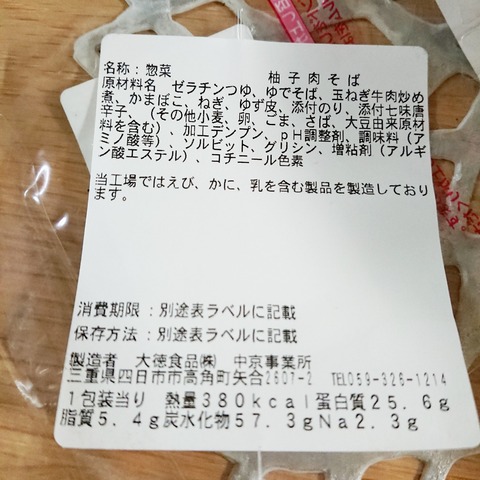 名称：惣菜　　　　　柚子肉そば
原材料名　ゼラチンつゆ、ゆでそば、玉ねぎ牛肉炒め
煮、かまぼこ、ねぎ、ゆず皮、添付のり、添付七味唐
辛子、（その他小麦、卵、ごま、さば、大豆由来原材
料を含む）、加工デンプン、ｐＨ調整剤、調味料（ア
ミノ酸等）、ソルビット、グリシン、増粘剤（アルギ
ン酸エステル）、コチニール色素
当工場ではえび、かに、乳を含む製品を製造しており
ます。
消費期限：別途表ラベルに記載
保存方法：別途表ラベルに記載
製造者　大徳食品㈱　中京事業所
三重県四日市市高角町矢合2607-2　TEL059-326-1214
１包装当り　熱量３８０ｋｃａｌ蛋白質２５．６ｇ
脂質５．４ｇ炭水化物５７．３ｇＮａ２．３ｇ